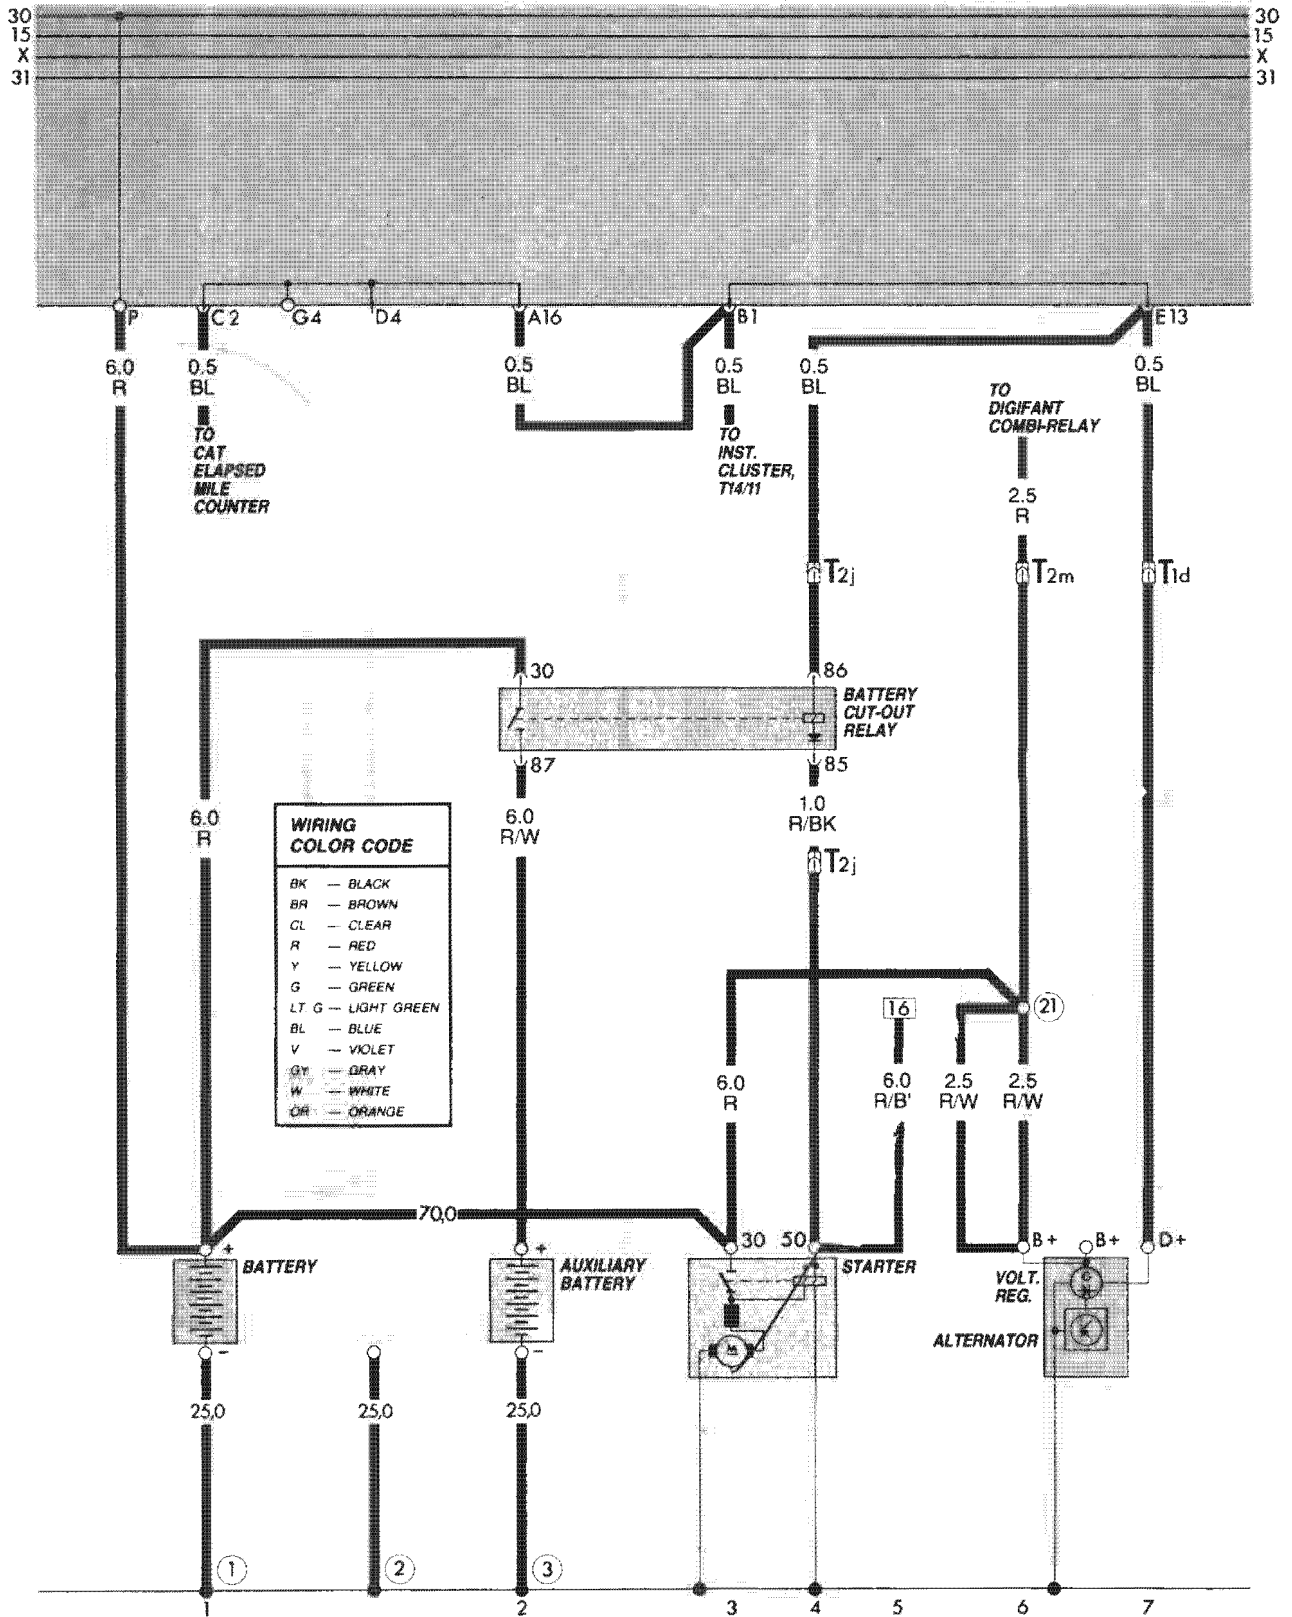 30 30
15 15
X X
31 31
P C2 G4 D4 A16 B1 E13
6.0 0.5 0.5 0.5 0.5 0.5
R BL BL BL BL BL
TO
CAT
ELAPSED
MILE
COUNTER
TO
INST.
CLUSTER,
T14/11
TO
DIGIFANT
COMBI-RELAY
2.5
R
T2j T2m T1d
30 86
BATTERY
CUT-OUT
RELAY
87 85
6.0
R
6.0
R/W
1.0
R/BK
T2j
WIRING
COLOR CODE
BK — BLACK
BR — BROWN
CL — CLEAR
R — RED
Y — YELLOW
G — GREEN
LT G — LIGHT GREEN
BL — BLUE
V — VIOLET
GY — GRAY
W — WHITE
OR — ORANGE
16 21
6.0
R
6.0
R/B'
2.5
R/W
2.5
R/W
70,0
+ + 30 50 B+ B+ D+
BATTERY
AUXILIARY
BATTERY
STARTER
VOLT.
REG.
ALTERNATOR
- -
25,0 25,0 25,0
1 2 3
1 2 3 4 5 6 7